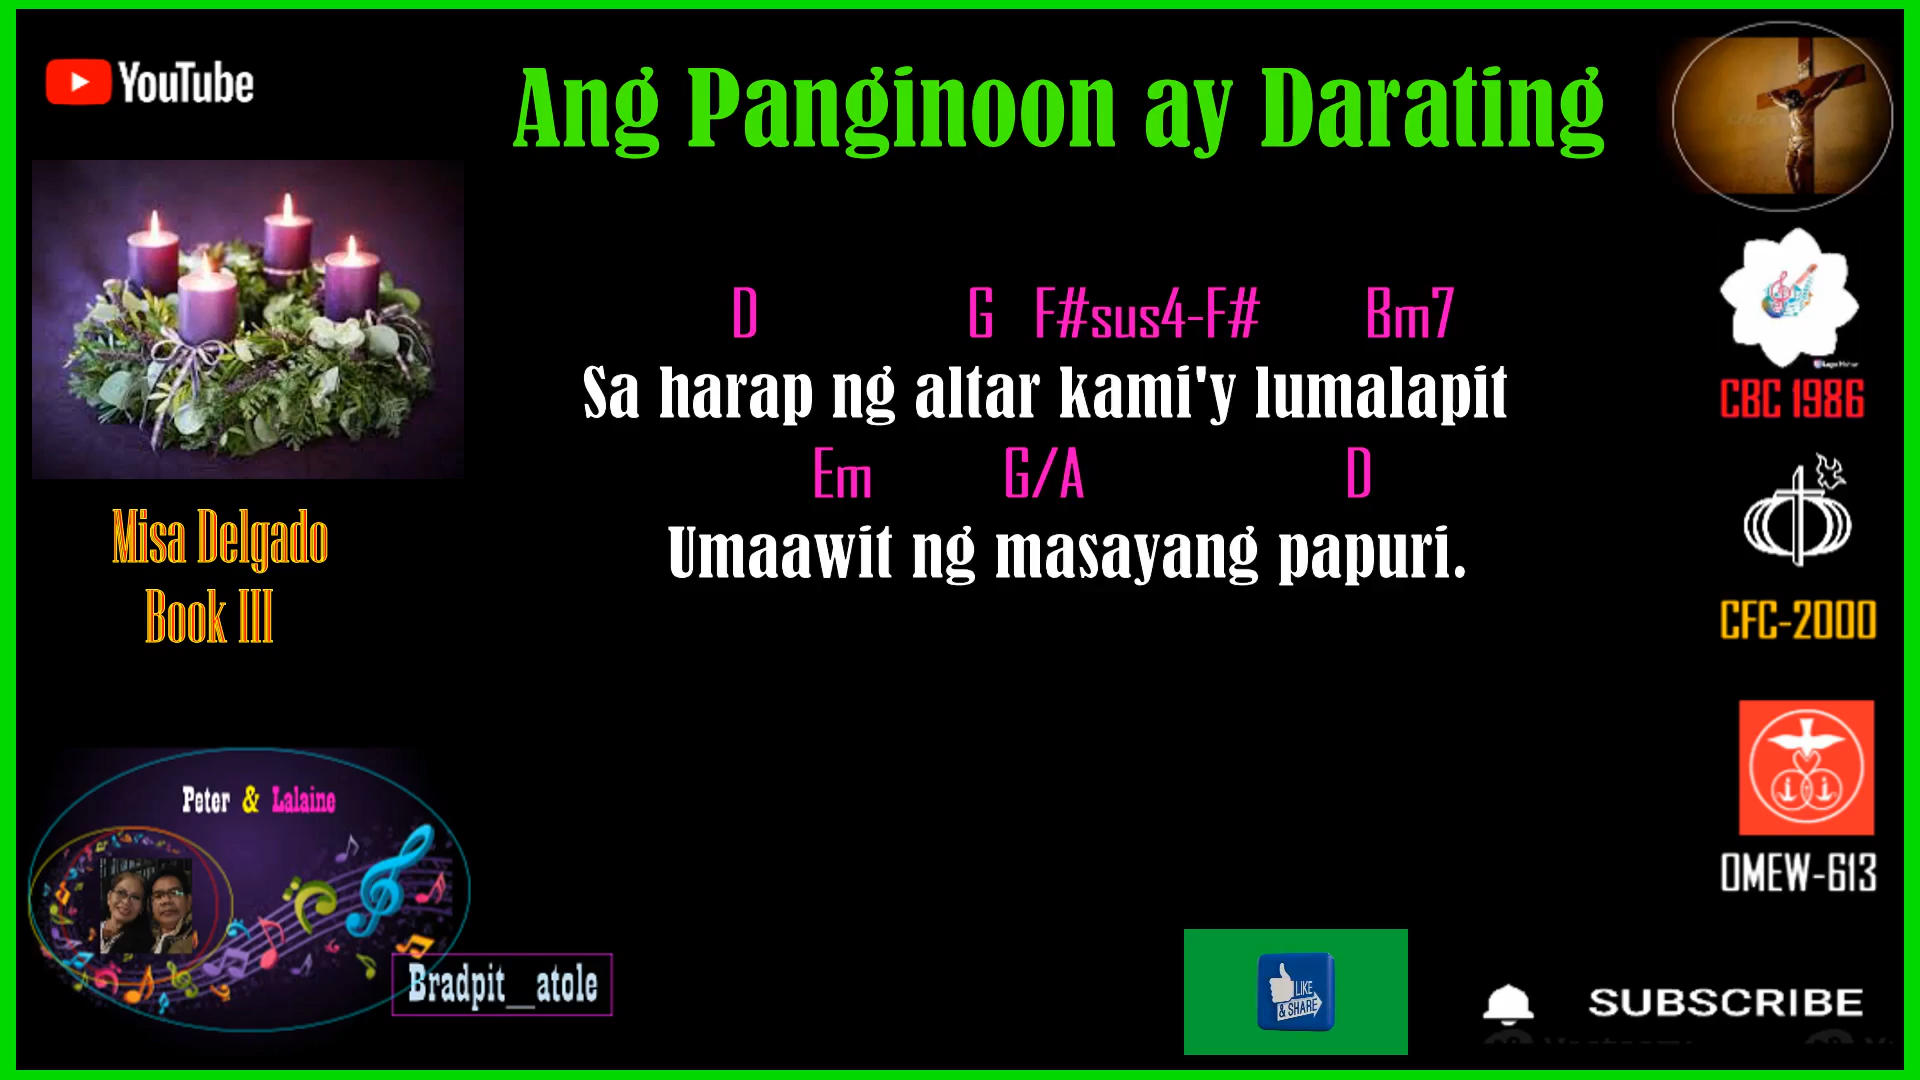 YouTube
Ang Panginoon ay Darating
D G F#sus4-F# Bm7
Sa harap ng altar kami'y lumalapit
Em G/A D
Umaawit ng masayang papuri.
Misa Delgado
Book III
CBC 1986
CFC-2000
OMEW-613
Peter & Lalaine
Bradpit_atole
LIKE
& SHARE
SUBSCRIBE